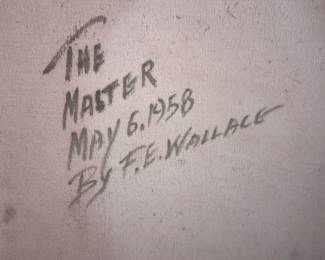 THE
MASTER
MAY 6, 1958
By F.E. WALLACE